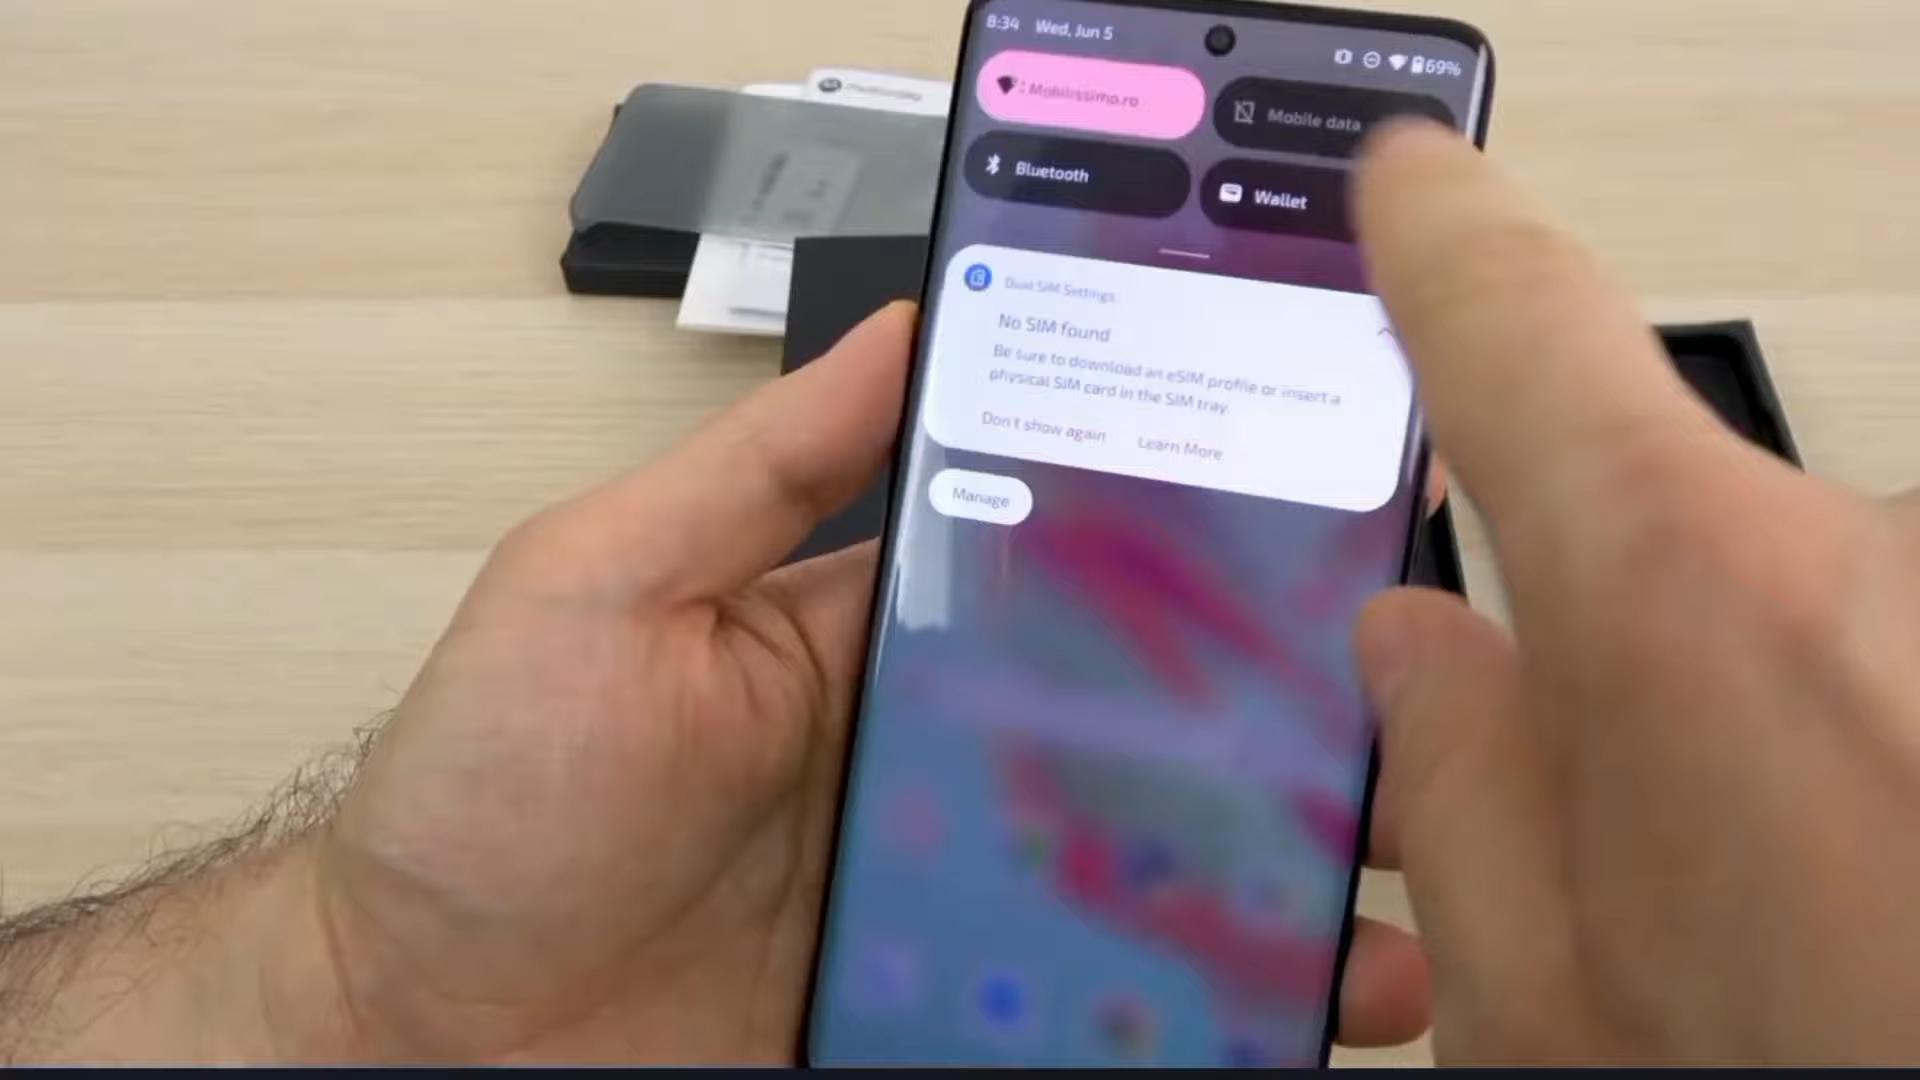 8:34 Wed, Jun 5
69%
Mobilissimo.ro
Mobile data
Bluetooth
Wallet
Dual SIM Settings
No SIM found
Be sure to download an eSIM profile or insert a
physical SIM card in the SIM tray.
Don't show again Learn More
Manage